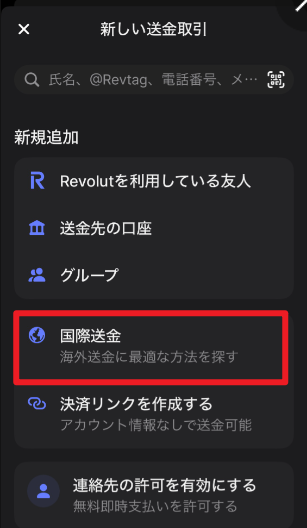 新しい送金取引
氏名、@Revtag、電話番号、メ…
新規追加
Revolutを利用している友人
送金先の口座
グループ
国際送金
海外送金に最適な方法を探す
決済リンクを作成する
アカウント情報なしで送金可能
連絡先の許可を有効にする
無料即時支払いを許可する